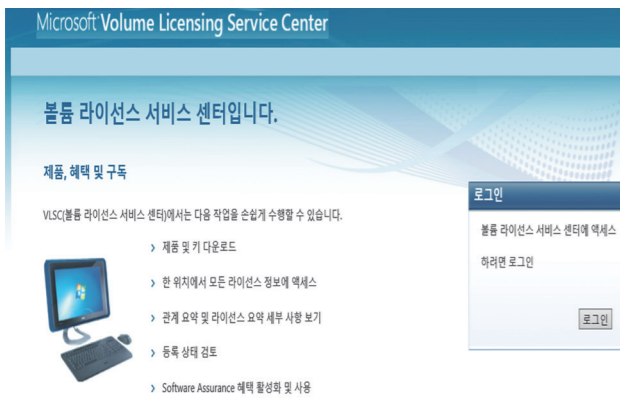 Microsoft Volume Licensing Service Center
볼륨 라이선스 서비스 센터입니다.
제품, 혜택 및 구독
VLSC(볼륨 라이선스 서비스 센터)에서는 다음 작업을 손쉽게 수행할 수 있습니다.
› 제품 및 키 다운로드
› 한 위치에서 모든 라이선스 정보에 액세스
› 관계 요약 및 라이선스 요약 세부 사항 보기
› 등록 상태 검토
› Software Assurance 혜택 활성화 및 사용
로그인
볼륨 라이선스 서비스 센터에 액세스
하려면 로그인
로그인